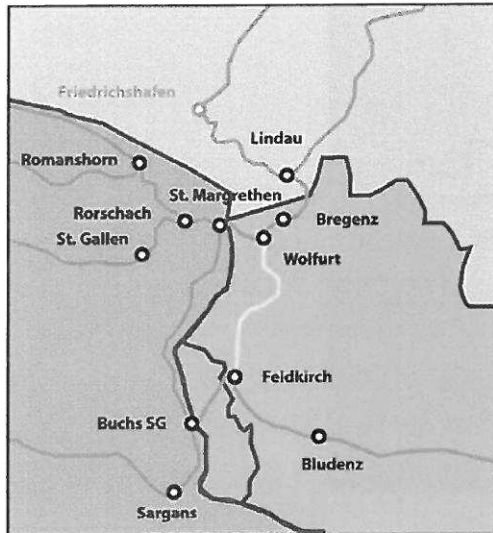 Friedrichshafen
Lindau
Romanshorn
St. Margrethen
Rorschach
Bregenz
St. Gallen
Wolfurt
Feldkirch
Buchs SG
Bludenz
Sargans